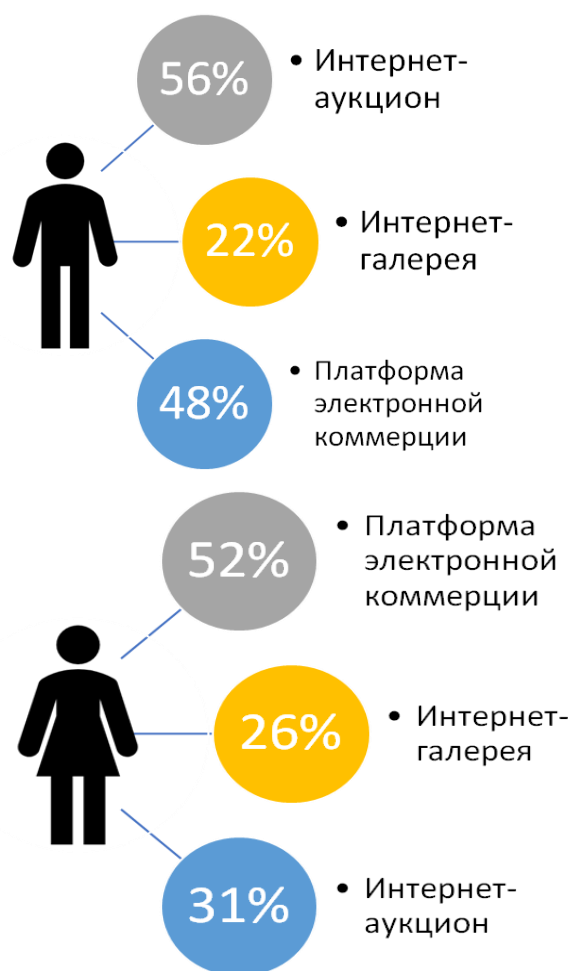 56%
• Интернет-
аукцион
22%
• Интернет-
галерея
48%
• Платформа
электронной
коммерции
52%
• Платформа
электронной
коммерции
26%
• Интернет-
галерея
31%
• Интернет-
аукцион